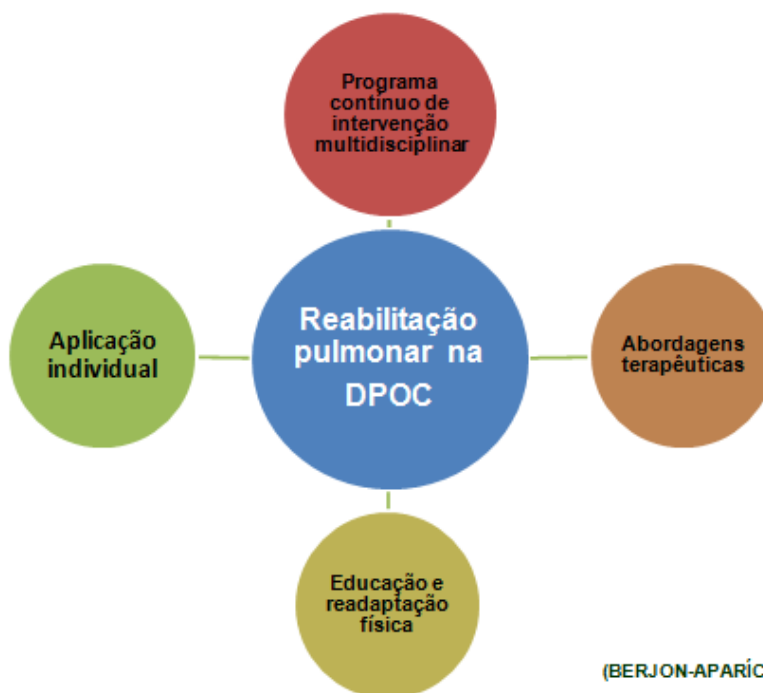 Programa
contínuo de
intervenção
multidisciplinar
Aplicação
individual
Reabilitação
pulmonar na
DPOC
Abordagens
terapêuticas
Educação e
readaptação
física
(BERJON-APARÍC